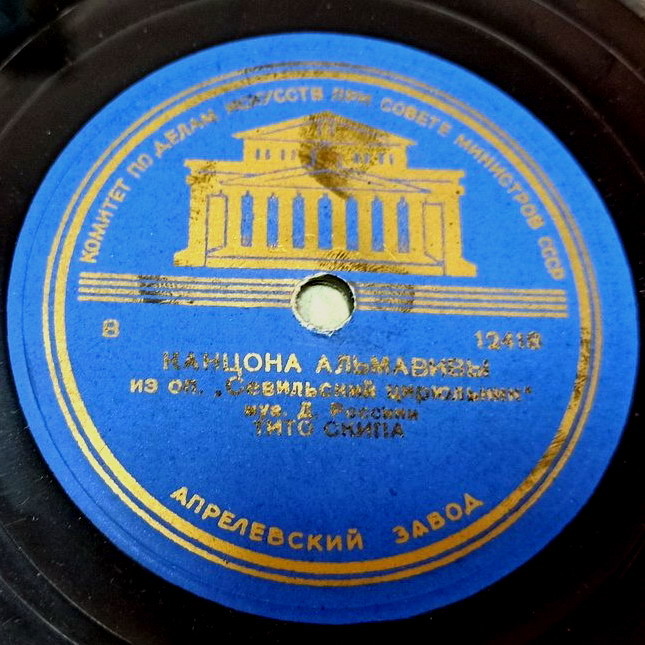 КОМИТЕТ ПО ДЕЛАМ ИСКУССТВ ПРИ СОВЕТЕ МИНИСТРОВ СССР
В 12418
КАНЦОНА АЛЬМАВИВЫ
из оп. „Севильский цирюльник"
муз. Д. Россини
ТИТО СКИПА
АПРЕЛЕВСКИЙ ЗАВОД